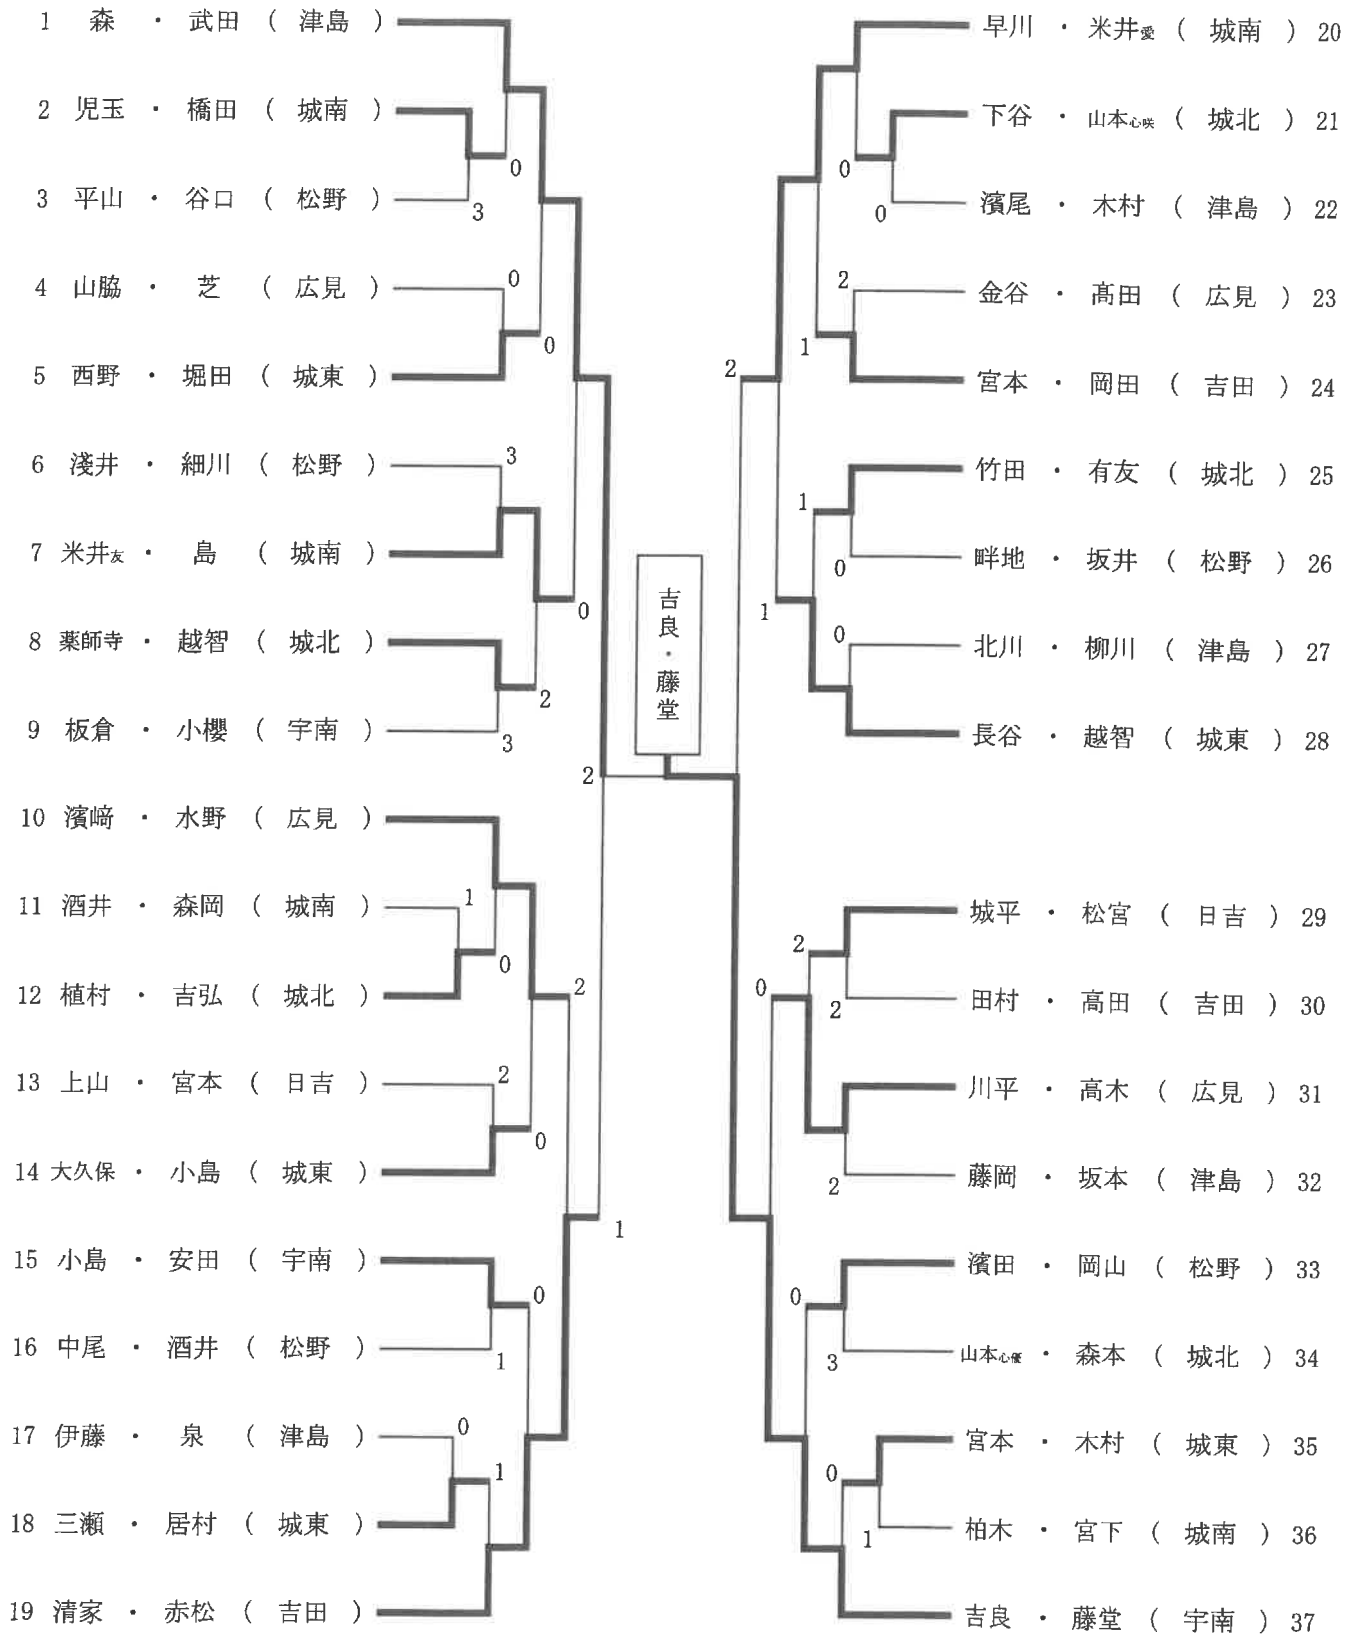 1 森 ・ 武田 ( 津島 )
0
2 児玉 ・ 橋田 ( 城南 )
3
3 平山 ・ 谷口 ( 松野 )
0
4 山脇 ・ 芝 ( 広見 )
0
5 西野 ・ 堀田 ( 城東 )
3
6 淺井 ・ 細川 ( 松野 )
7 米井友 ・ 島 ( 城南 )
0
8 薬師寺 ・ 越智 ( 城北 )
2
9 板倉 ・ 小櫻 ( 宇南 )
3
2
10 濱﨑 ・ 水野 ( 広見 )
1
11 酒井 ・ 森岡 ( 城南 )
0
12 植村 ・ 吉弘 ( 城北 )
2
2
13 上山 ・ 宮本 ( 日吉 )
0
14 大久保 ・ 小島 ( 城東 )
1
15 小島 ・ 安田 ( 宇南 )
0
16 中尾 ・ 酒井 ( 松野 )
1
0
17 伊藤 ・ 泉 ( 津島 )
1
18 三瀬 ・ 居村 ( 城東 )
19 清家 ・ 赤松 ( 吉田 )
吉良・藤堂
早川 ・ 米井愛 ( 城南 ) 20
下谷 ・ 山本心咲 ( 城北 ) 21
0
0
濱尾 ・ 木村 ( 津島 ) 22
2
金谷 ・ 髙田 ( 広見 ) 23
1
2
宮本 ・ 岡田 ( 吉田 ) 24
竹田 ・ 有友 ( 城北 ) 25
1
0
畔地 ・ 坂井 ( 松野 ) 26
1
0
北川 ・ 柳川 ( 津島 ) 27
長谷 ・ 越智 ( 城東 ) 28
城平 ・ 松宮 ( 日吉 ) 29
2
0
2
田村 ・ 高田 ( 吉田 ) 30
川平 ・ 高木 ( 広見 ) 31
2
藤岡 ・ 坂本 ( 津島 ) 32
濱田 ・ 岡山 ( 松野 ) 33
0
3
山本心優 ・ 森本 ( 城北 ) 34
宮本 ・ 木村 ( 城東 ) 35
0
1
柏木 ・ 宮下 ( 城南 ) 36
吉良 ・ 藤堂 ( 宇南 ) 37